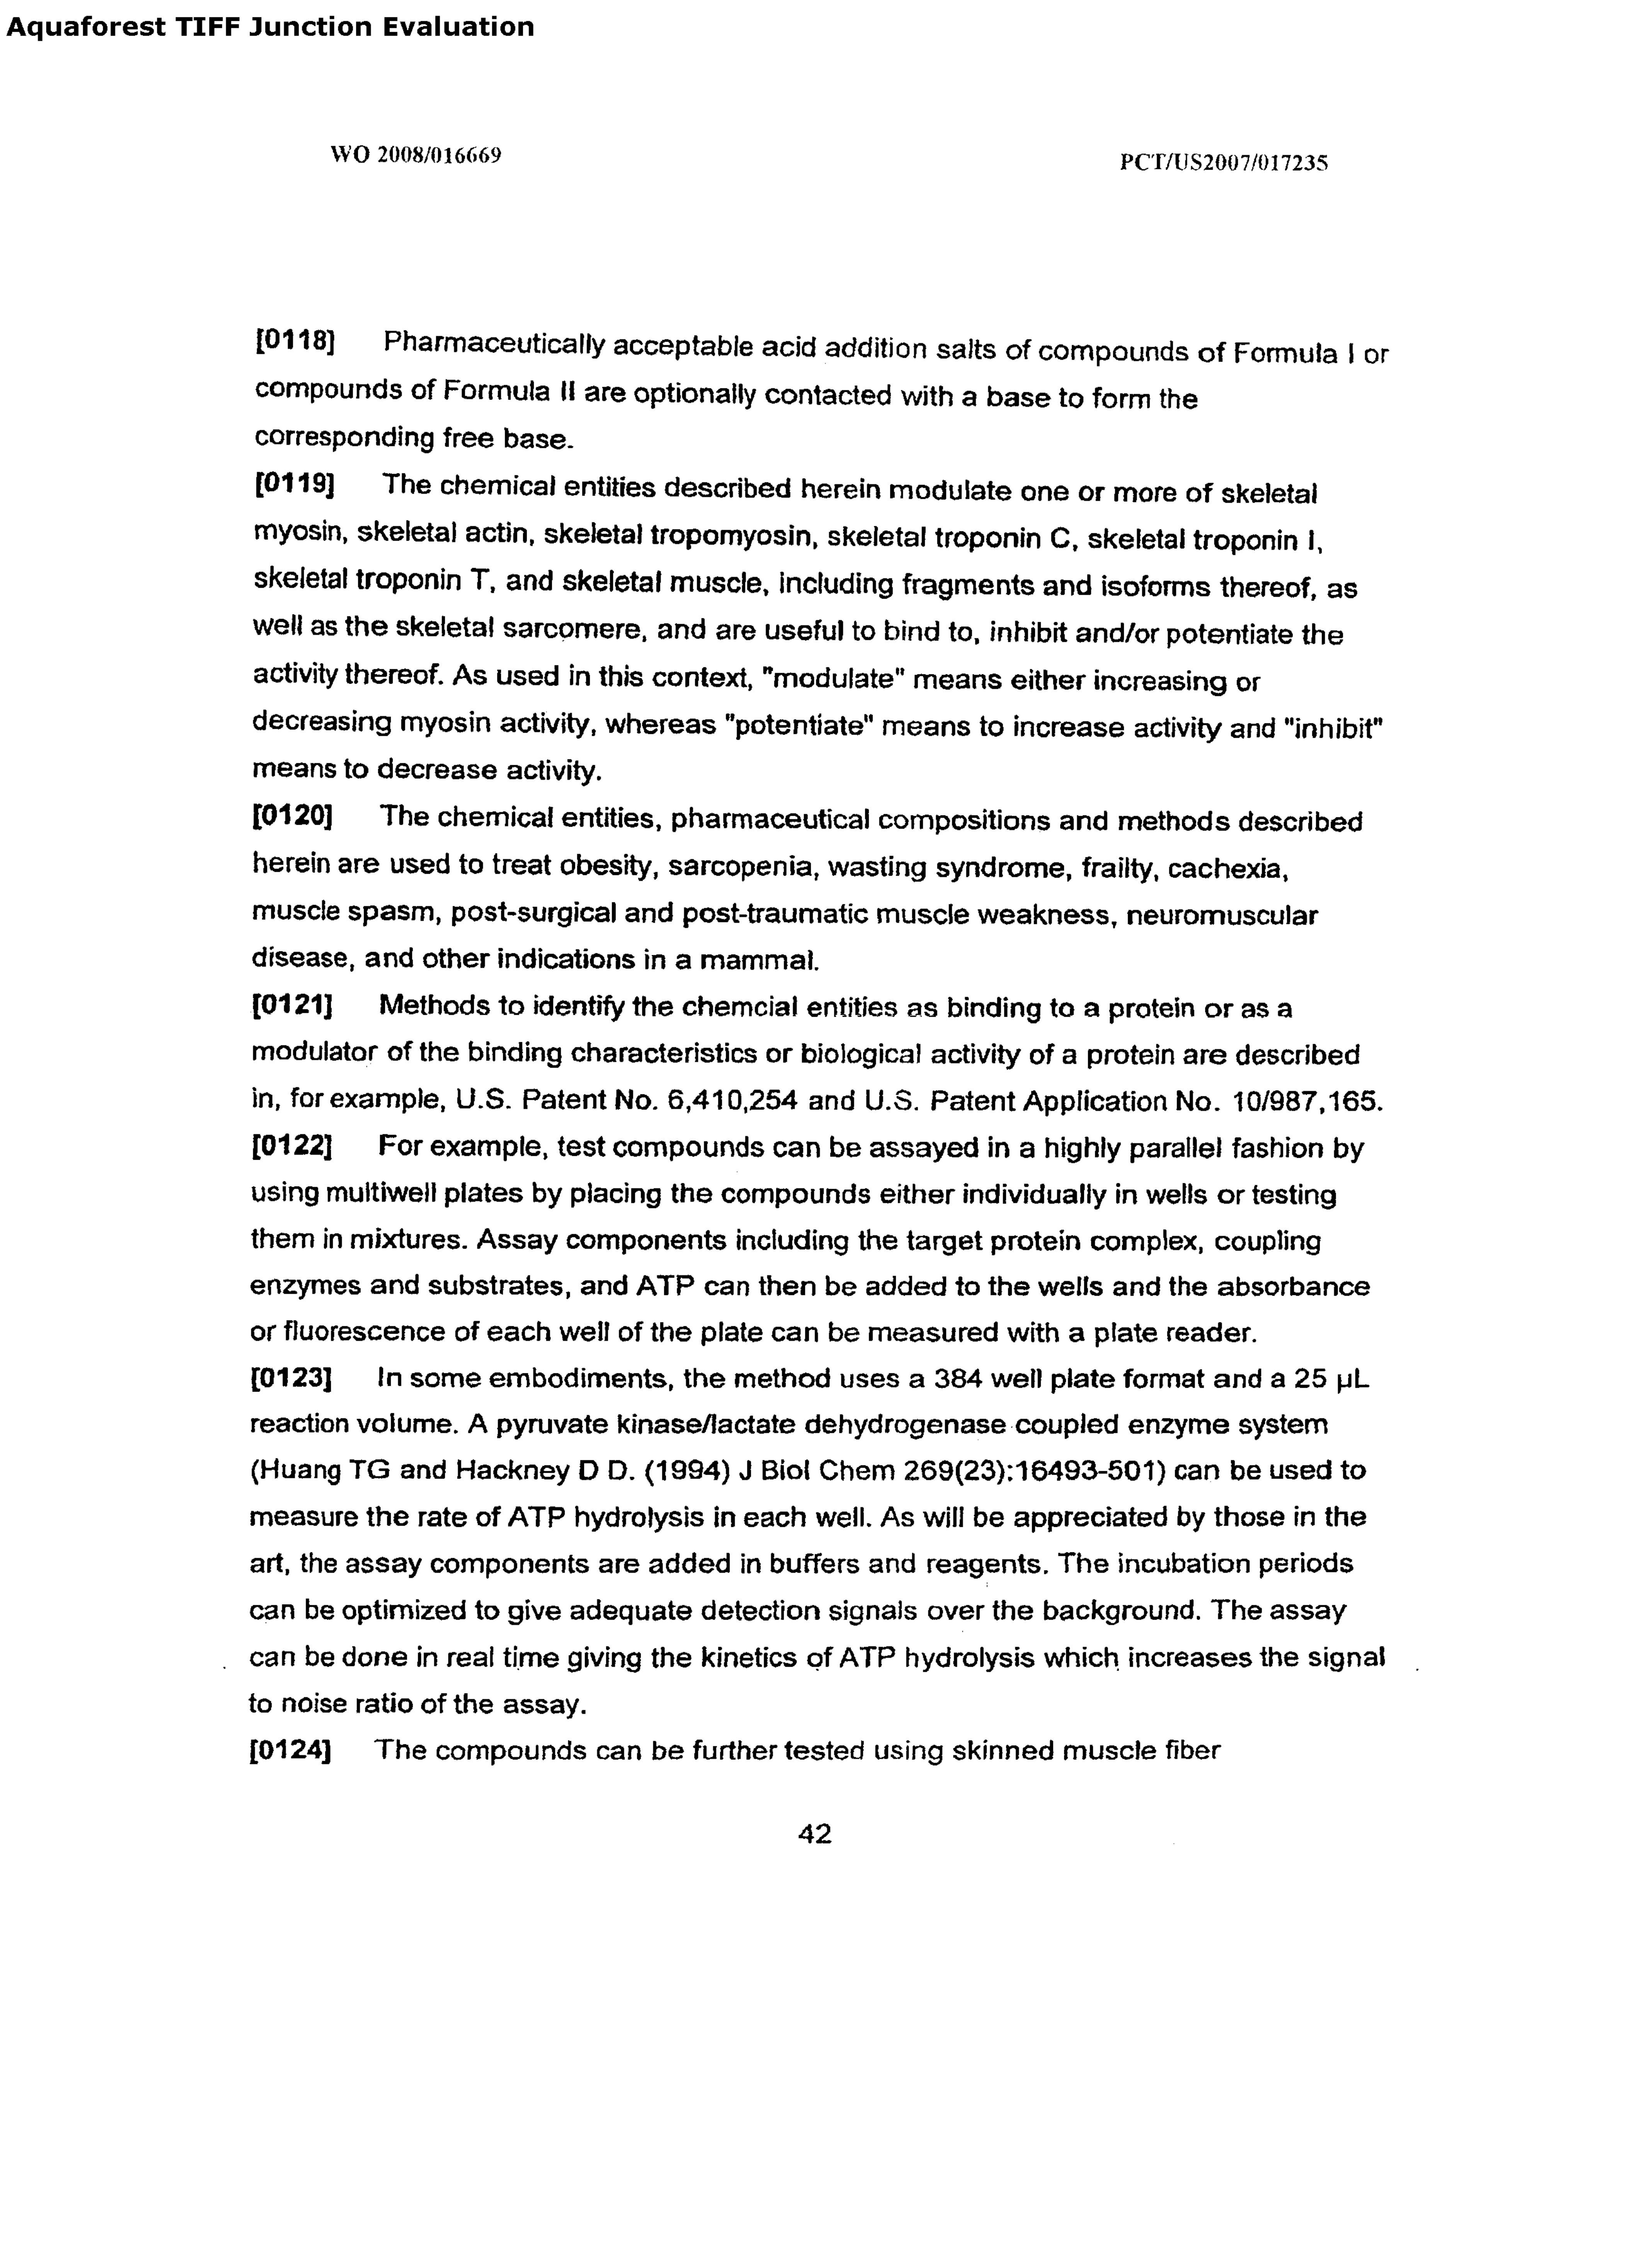 Aquaforest TIFF Junction Evaluation
WO 2008/016669
PCT/US2007/017235
[0118] Pharmaceutically acceptable acid addition salts of compounds of Formula I or
compounds of Formula II are optionally contacted with a base to form the
corresponding free base.
[0119] The chemical entities described herein modulate one or more of skeletal
myosin, skeletal actin, skeletal tropomyosin, skeletal troponin C, skeletal troponin I,
skeletal troponin T, and skeletal muscle, including fragments and isoforms thereof, as
well as the skeletal sarcomere, and are useful to bind to, inhibit and/or potentiate the
activity thereof. As used in this context, "modulate" means either increasing or
decreasing myosin activity, whereas "potentiate" means to increase activity and "inhibit"
means to decrease activity.
[0120] The chemical entities, pharmaceutical compositions and methods described
herein are used to treat obesity, sarcopenia, wasting syndrome, frailty, cachexia,
muscle spasm, post-surgical and post-traumatic muscle weakness, neuromuscular
disease, and other indications in a mammal.
[0121] Methods to identify the chemcial entities as binding to a protein or as a
modulator of the binding characteristics or biological activity of a protein are described
in, for example, U.S. Patent No. 6,410,254 and U.S. Patent Application No. 10/987,165.
[0122] For example, test compounds can be assayed in a highly parallel fashion by
using multiwell plates by placing the compounds either individually in wells or testing
them in mixtures. Assay components including the target protein complex, coupling
enzymes and substrates, and ATP can then be added to the wells and the absorbance
or fluorescence of each well of the plate can be measured with a plate reader.
[0123] In some embodiments, the method uses a 384 well plate format and a 25 µL
reaction volume. A pyruvate kinase/lactate dehydrogenase coupled enzyme system
(Huang TG and Hackney D D. (1994) J Biol Chem 269(23):16493-501) can be used to
measure the rate of ATP hydrolysis in each well. As will be appreciated by those in the
art, the assay components are added in buffers and reagents. The incubation periods
can be optimized to give adequate detection signals over the background. The assay
can be done in real time giving the kinetics of ATP hydrolysis which increases the signal
to noise ratio of the assay.
[0124] The compounds can be further tested using skinned muscle fiber
42